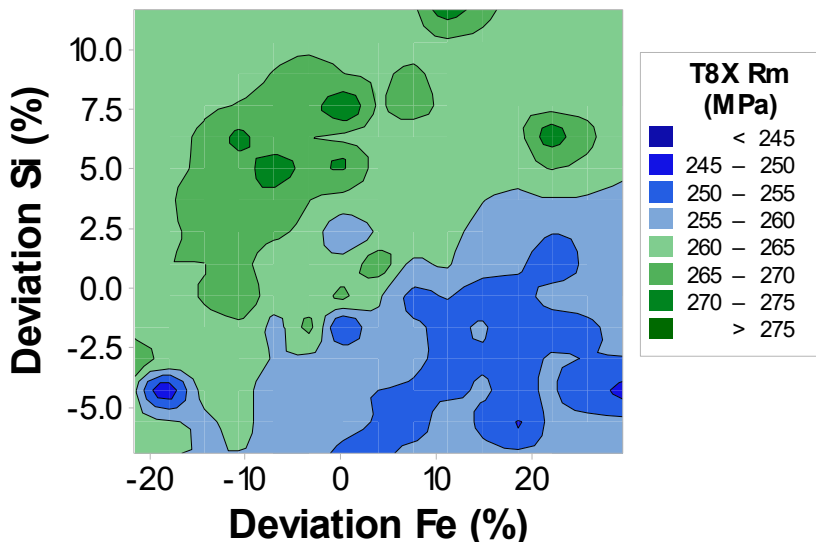 10.0
7.5
5.0
2.5
0.0
-2.5
-5.0
Deviation Si (%)
-20 -10 0 10 20
Deviation Fe (%)
T8X Rm
(MPa)
< 245
245 – 250
250 – 255
255 – 260
260 – 265
265 – 270
270 – 275
> 275